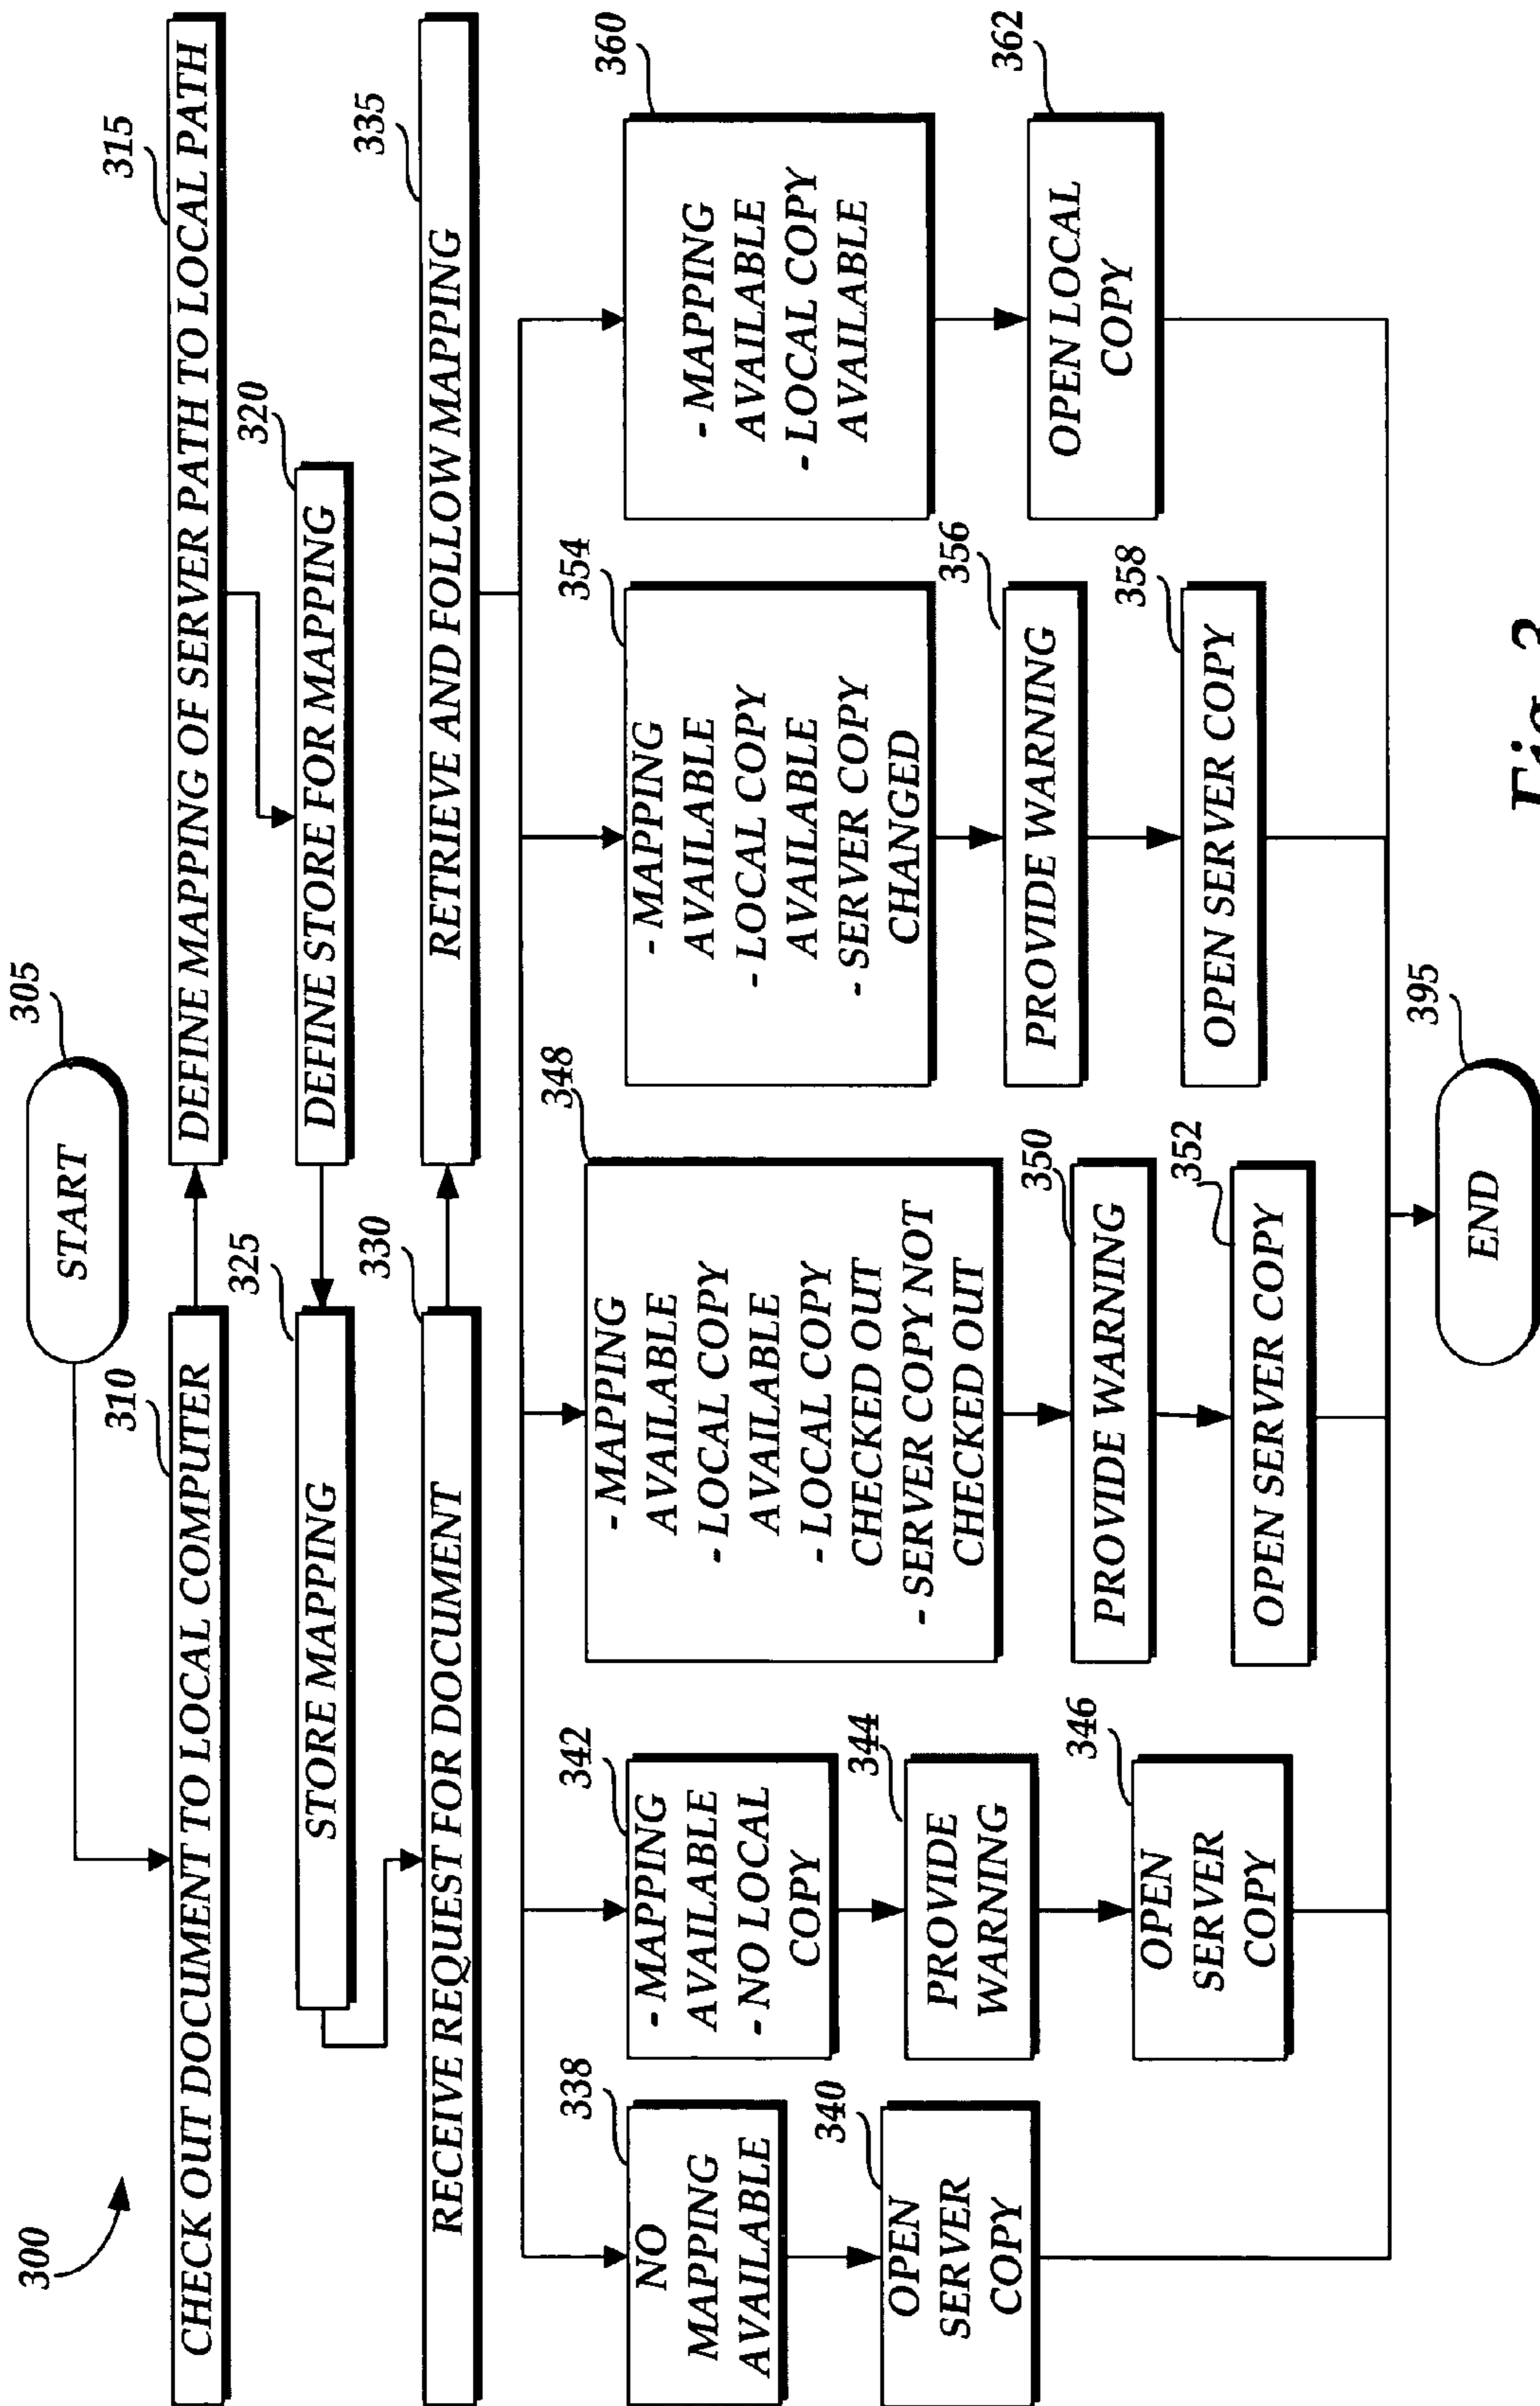 300
START
305
310
CHECK OUT DOCUMENT TO LOCAL COMPUTER
315
DEFINE MAPPING OF SERVER PATH TO LOCAL PATH
320
DEFINE STORE FOR MAPPING
325
STORE MAPPING
330
RECEIVE REQUEST FOR DOCUMENT
335
RETRIEVE AND FOLLOW MAPPING
338
NO
MAPPING
AVAILABLE
340
OPEN
SERVER
COPY
342
- MAPPING
AVAILABLE
- NO LOCAL
COPY
344
PROVIDE
WARNING
346
OPEN
SERVER
COPY
348
- MAPPING
AVAILABLE
- LOCAL COPY
AVAILABLE
- LOCAL COPY
CHECKED OUT
- SERVER COPY NOT
CHECKED OUT
350
PROVIDE WARNING
352
OPEN SERVER COPY
354
- MAPPING
AVAILABLE
- LOCAL COPY
AVAILABLE
- SERVER COPY
CHANGED
356
PROVIDE WARNING
358
OPEN SERVER COPY
360
- MAPPING
AVAILABLE
- LOCAL COPY
AVAILABLE
362
OPEN LOCAL
COPY
395
END
Fig. 3